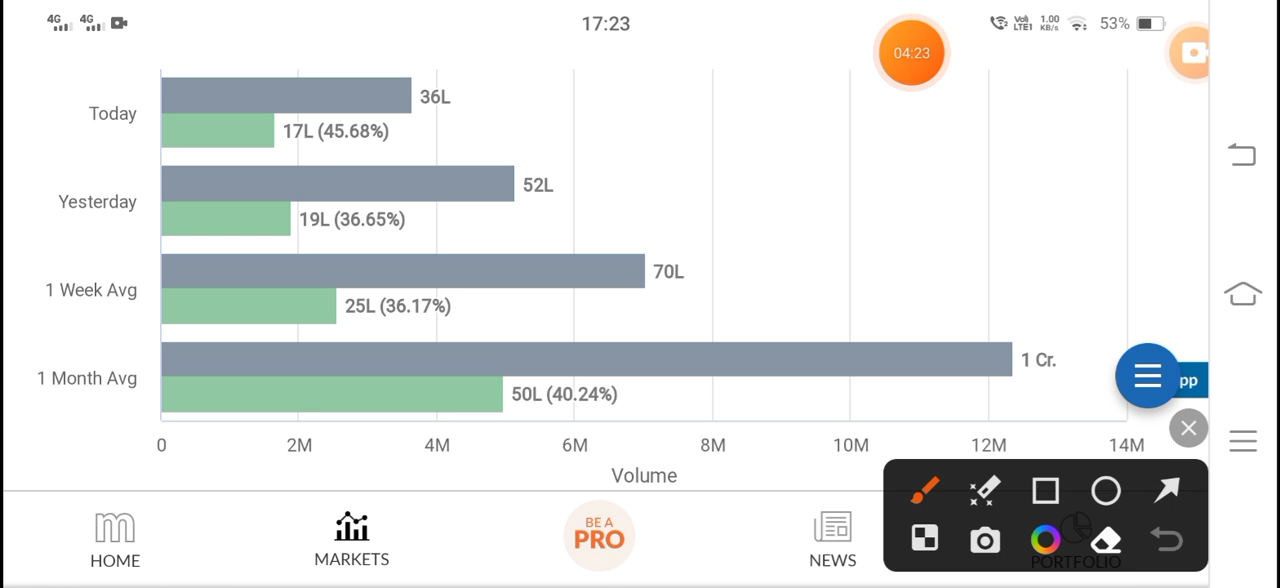 4G 4G 17:23 Vo)) LTE1 1.00 KB/s 53%
04:23
36L
Today
17L (45.68%)
52L
Yesterday
19L (36.65%)
70L
1 Week Avg
25L (36.17%)
1 Cr.
1 Month Avg
50L (40.24%)
pp
0 2M 4M 6M 8M 10M 12M 14M
Volume
m
BE A
PRO
HOME MARKETS NEWS PORTFOLIO